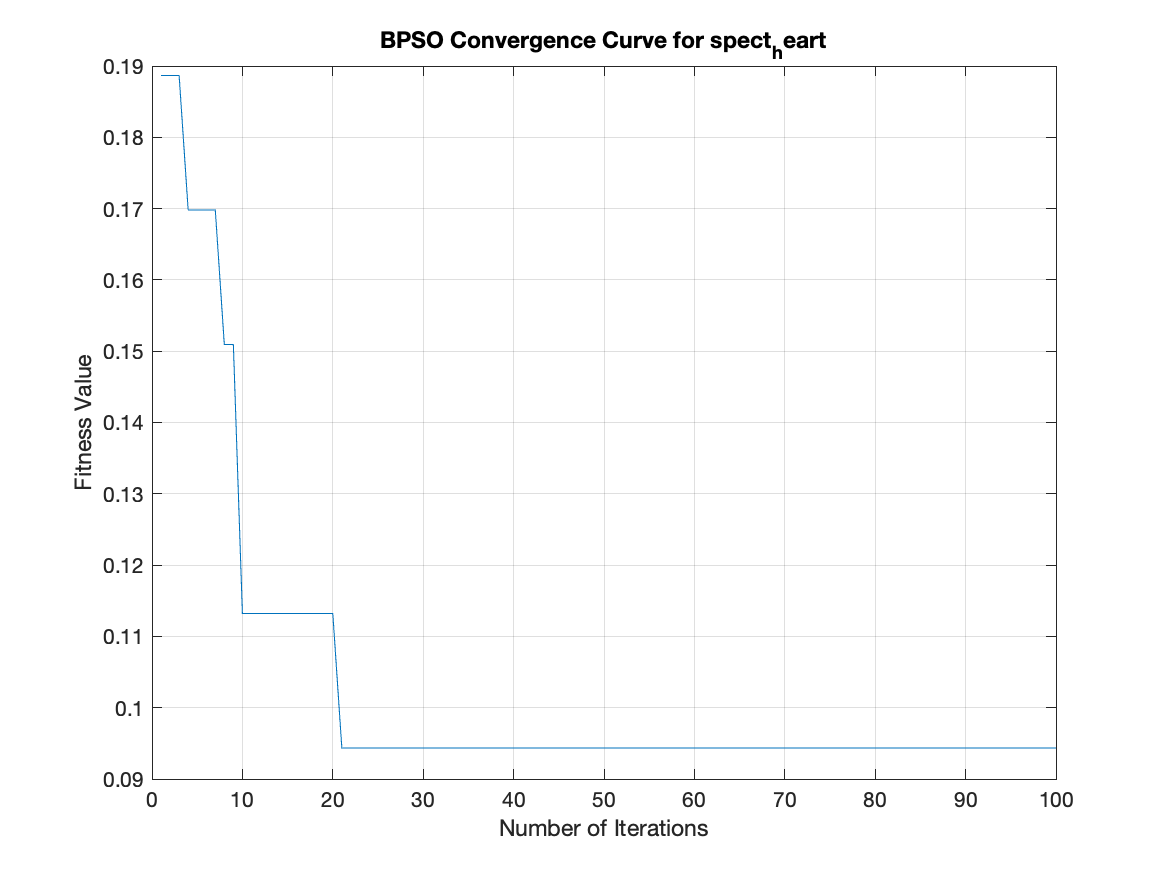 BPSO Convergence Curve for spect_heart
0.19
0.18
0.17
0.16
0.15
0.14
0.13
0.12
0.11
0.1
0.09
Fitness Value
0 10 20 30 40 50 60 70 80 90 100
Number of Iterations